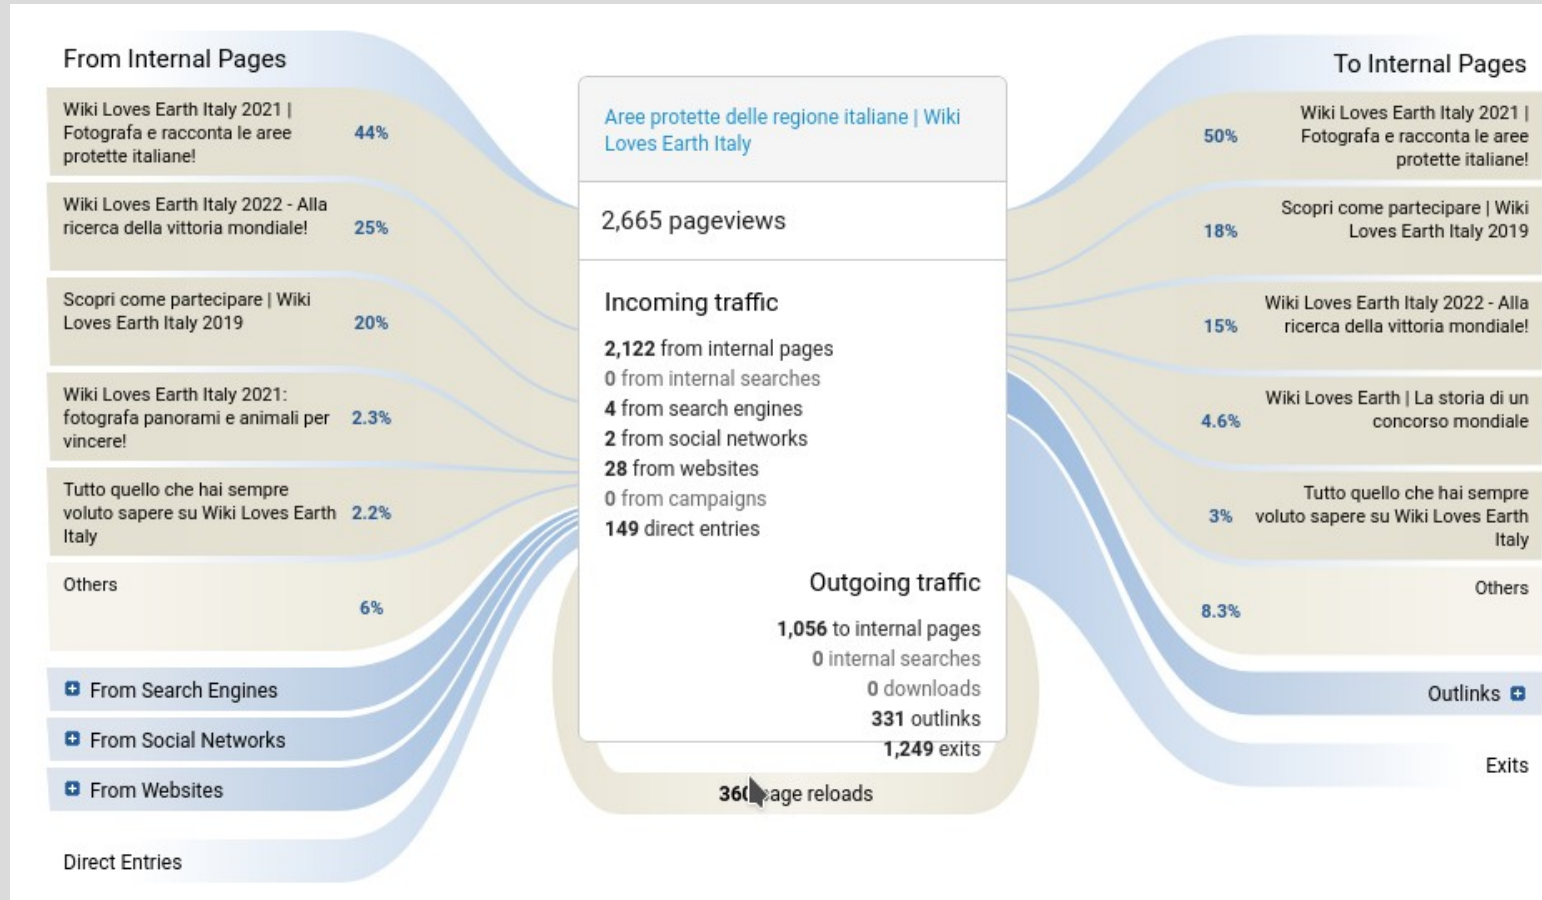 From Internal Pages
Wiki Loves Earth Italy 2021 |
Fotografa e racconta le aree
protette italiane!
44%
Wiki Loves Earth Italy 2022 - Alla
ricerca della vittoria mondiale!
25%
Scopri come partecipare | Wiki
Loves Earth Italy 2019
20%
Wiki Loves Earth Italy 2021:
fotografa panorami e animali per
vincere!
2.3%
Tutto quello che hai sempre
voluto sapere su Wiki Loves Earth
Italy
2.2%
Others
6%
From Search Engines
From Social Networks
From Websites
Direct Entries
Aree protette delle regione italiane | Wiki
Loves Earth Italy
2,665 pageviews
Incoming traffic
2,122 from internal pages
0 from internal searches
4 from search engines
2 from social networks
28 from websites
0 from campaigns
149 direct entries
Outgoing traffic
1,056 to internal pages
0 internal searches
0 downloads
331 outlinks
1,249 exits
reloads
To Internal Pages
Wiki Loves Earth Italy 2021 |
Fotografa e racconta le aree
protette italiane!
50%
Scopri come partecipare | Wiki
Loves Earth Italy 2019
18%
Wiki Loves Earth Italy 2022 - Alla
ricerca della vittoria mondiale!
15%
Wiki Loves Earth | La storia di un
concorso mondiale
4.6%
Tutto quello che hai sempre
voluto sapere su Wiki Loves Earth
Italy
3%
Others
8.3%
Outlinks
Exits